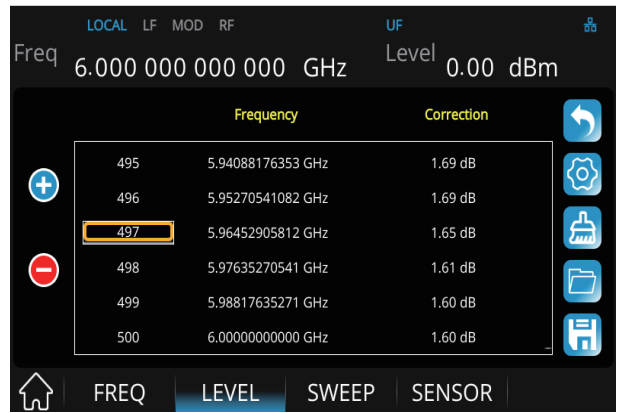 LOCAL LF MOD RF UF
Freq 6.000 000 000 000 GHz Level 0.00 dBm
Frequency Correction
495 5.94088176353 GHz 1.69 dB
496 5.95270541082 GHz 1.69 dB
497 5.96452905812 GHz 1.65 dB
498 5.97635270541 GHz 1.61 dB
499 5.98817635271 GHz 1.60 dB
500 6.00000000000 GHz 1.60 dB
FREQ LEVEL SWEEP SENSOR